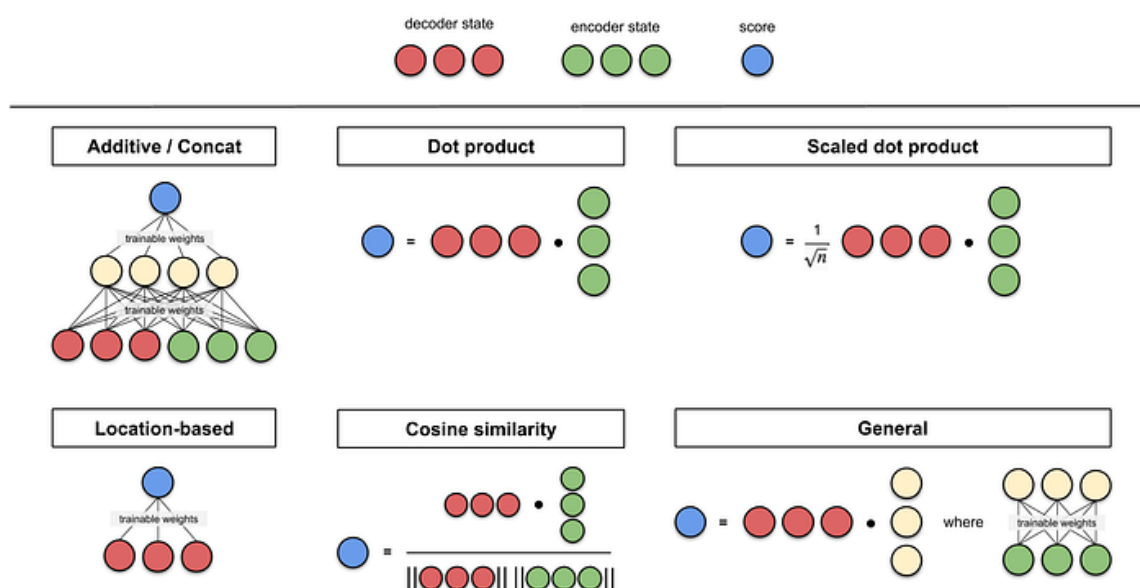 decoder state
encoder state
score
Additive / Concat
Dot product
Scaled dot product
trainable weights
trainable weights
=
•
= 1/√n
•
Location-based
Cosine similarity
General
trainable weights
=
•
|| || || ||
=
•
where
trainable weights